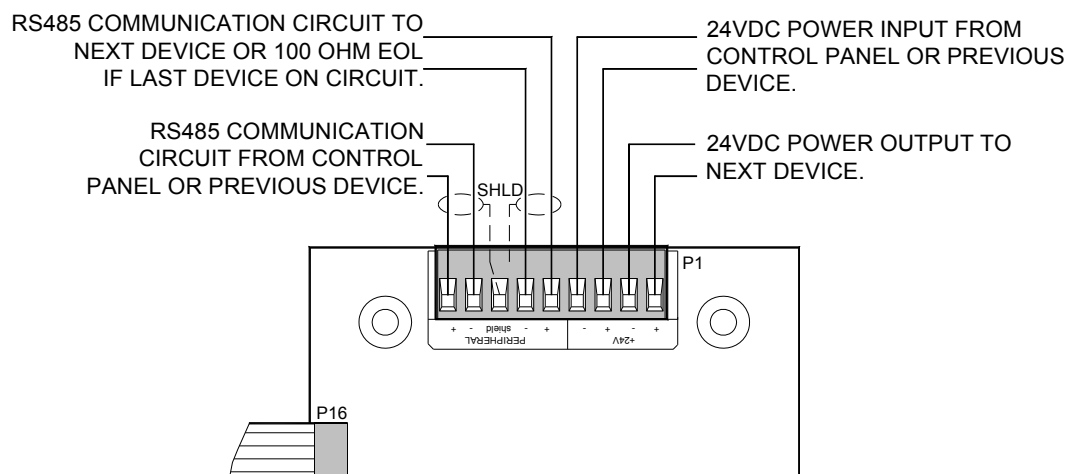 RS485 COMMUNICATION CIRCUIT TO
NEXT DEVICE OR 100 OHM EOL
IF LAST DEVICE ON CIRCUIT.
24VDC POWER INPUT FROM
CONTROL PANEL OR PREVIOUS
DEVICE.
RS485 COMMUNICATION
CIRCUIT FROM CONTROL
PANEL OR PREVIOUS DEVICE.
24VDC POWER OUTPUT TO
NEXT DEVICE.
SHLD
P1
+ - shield - + - + - +
PERIPHERAL +24V
P16